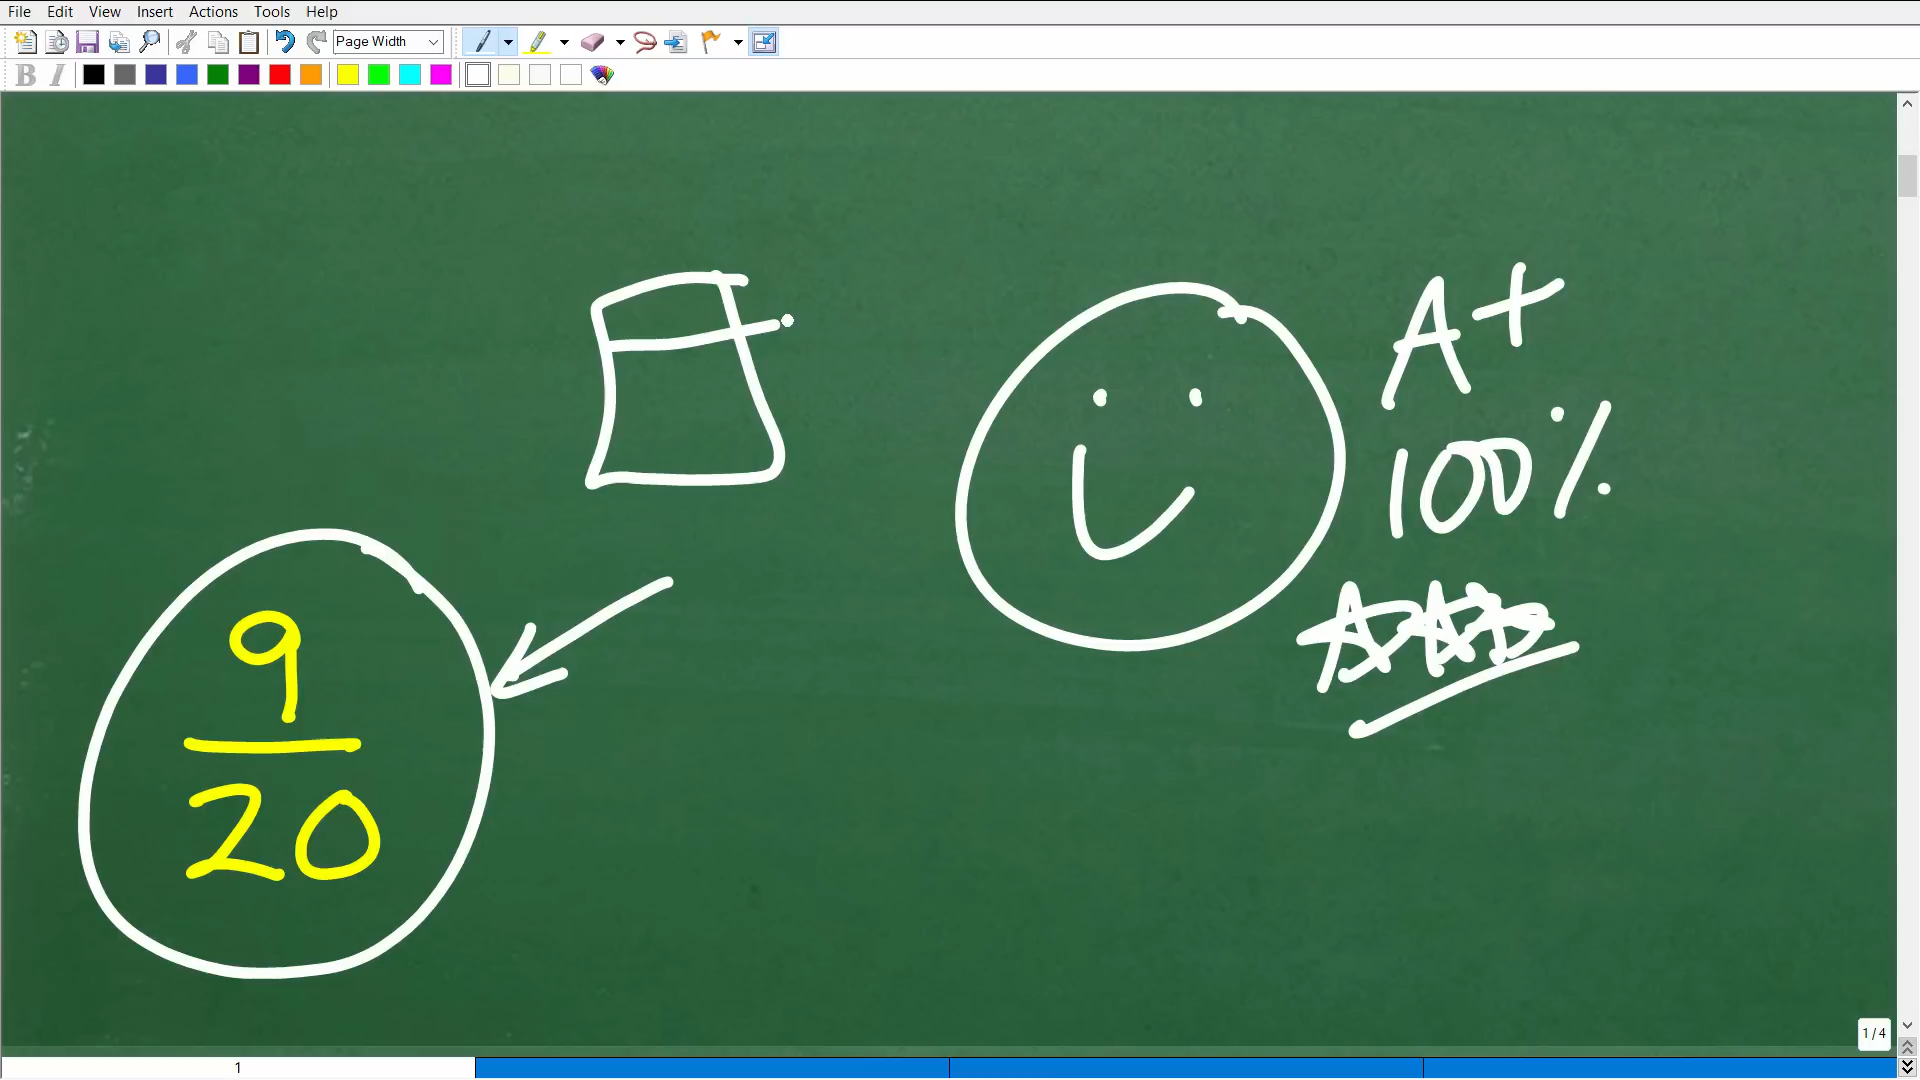 File Edit View Insert Actions Tools Help
Page Width
B I
A+
100%
9
20
1 / 4
1